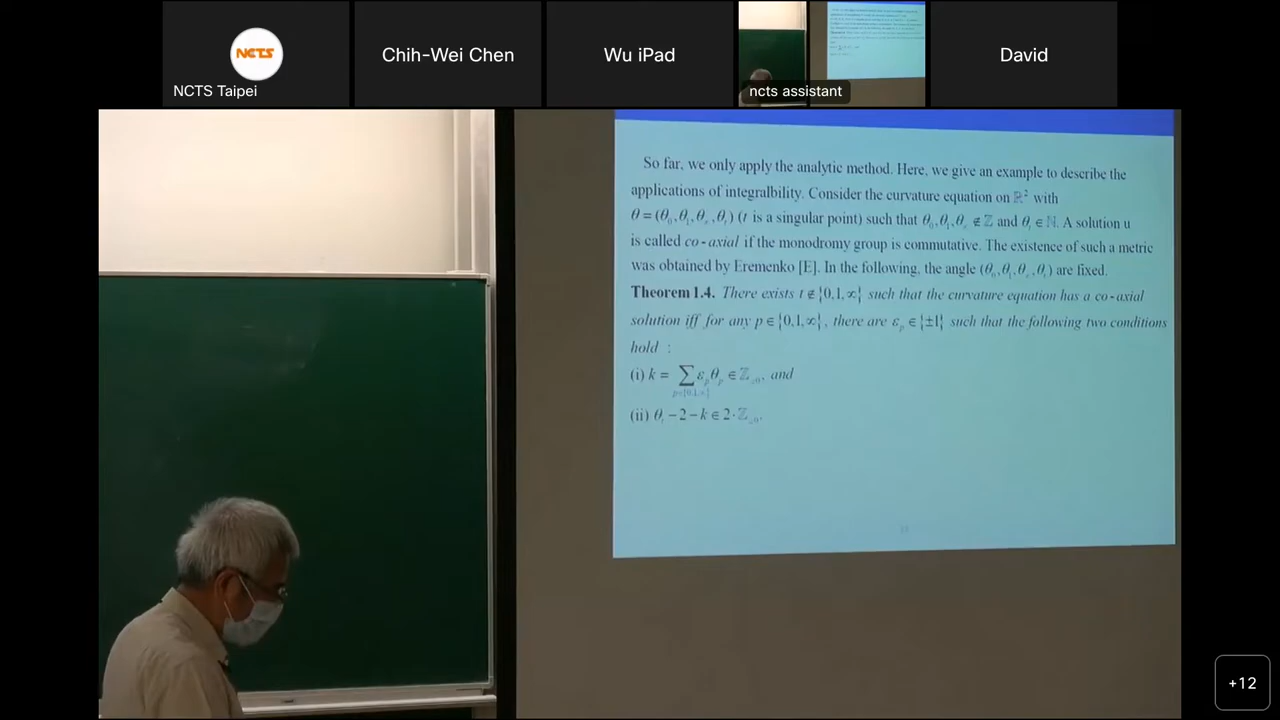 NCTS
NCTS Taipei
Chih-Wei Chen
Wu iPad
ncts assistant
David
So far, we only apply the analytic method. Here, we give an example to describe the
applications of integralbility. Consider the curvature equation on ℝ² with
θ = (θ₀, θ₁, θ∞, θₜ) (t is a singular point) such that θ₀, θ₁, θ∞ ∉ ℤ and θₜ ∈ ℕ. A solution u
is called co-axial if the monodromy group is commutative. The existence of such a metric
was obtained by Eremenko [E]. In the following, the angle (θ₀, θ₁, θ∞, θₜ) are fixed.
Theorem 1.4. There exists t ∉ {0,1,∞} such that the curvature equation has a co-axial
solution iff for any p ∈ {0,1,∞}, there are εₚ ∈ {±1} such that the following two conditions
hold :
(i) k = ∑ εₚθₚ ∈ ℤ≥0, and
p∈{0,1,∞}
(ii) θₜ − 2 − k ∈ 2·ℤ≥0.
+12